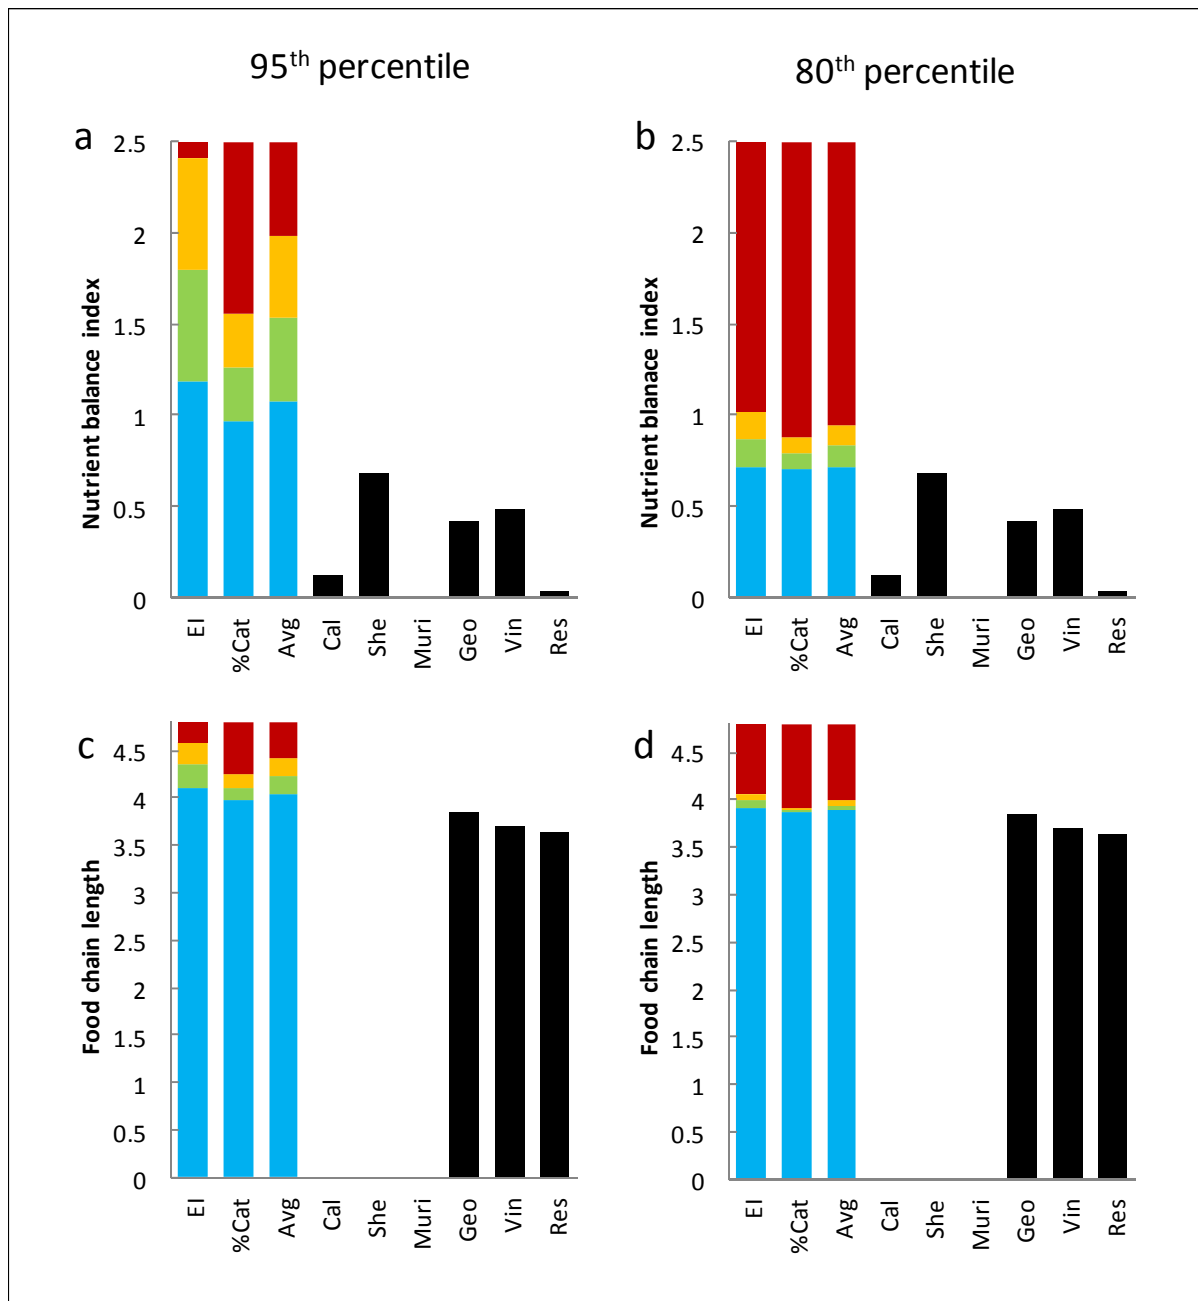 95th percentile
80th percentile
a
Nutrient balance index
2.5
2
1.5
1
0.5
0
EI
%Cat
Avg
Cal
She
Muri
Geo
Vin
Res
b
Nutrient blanace index
2.5
2
1.5
1
0.5
0
EI
%Cat
Avg
Cal
She
Muri
Geo
Vin
Res
c
Food chain length
4.5
4
3.5
3
2.5
2
1.5
1
0.5
0
EI
%Cat
Avg
Cal
She
Muri
Geo
Vin
Res
d
Food chain length
4.5
4
3.5
3
2.5
2
1.5
1
0.5
0
EI
%Cat
Avg
Cal
She
Muri
Geo
Vin
Res